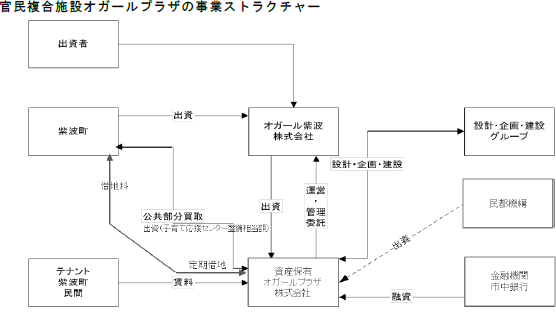 官民複合施設オガールプラザの事業ストラクチャー
出資者
紫波町
出資
オガール紫波
株式会社
設計・企画・建設
グループ
設計・企画・建設
借地料
公共部分買取
出資(子育て応援センター整備相当額)
出資
運営
・
管理
委託
民都機構
出資
定期借地
テナント
紫波町
民間
賃料
資産保有
オガールプラザ
株式会社
融資
金融機関
市中銀行